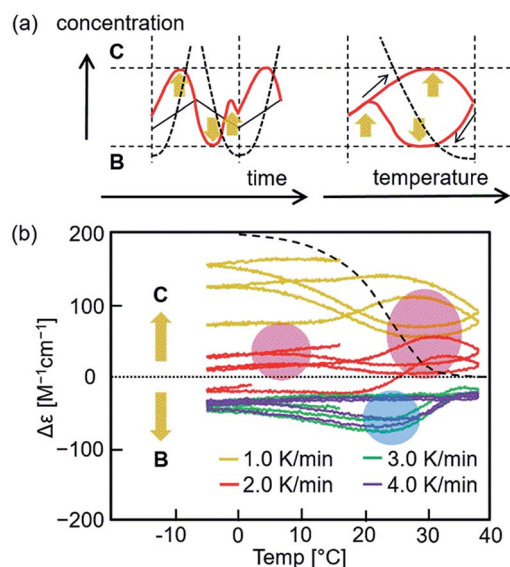 (a) concentration
C
B
time
temperature
(b)
200
100
0
−100
−200
Δε [M⁻¹cm⁻¹]
C
B
1.0 K/min 3.0 K/min
2.0 K/min 4.0 K/min
-10 0 10 20 30 40
Temp [°C]